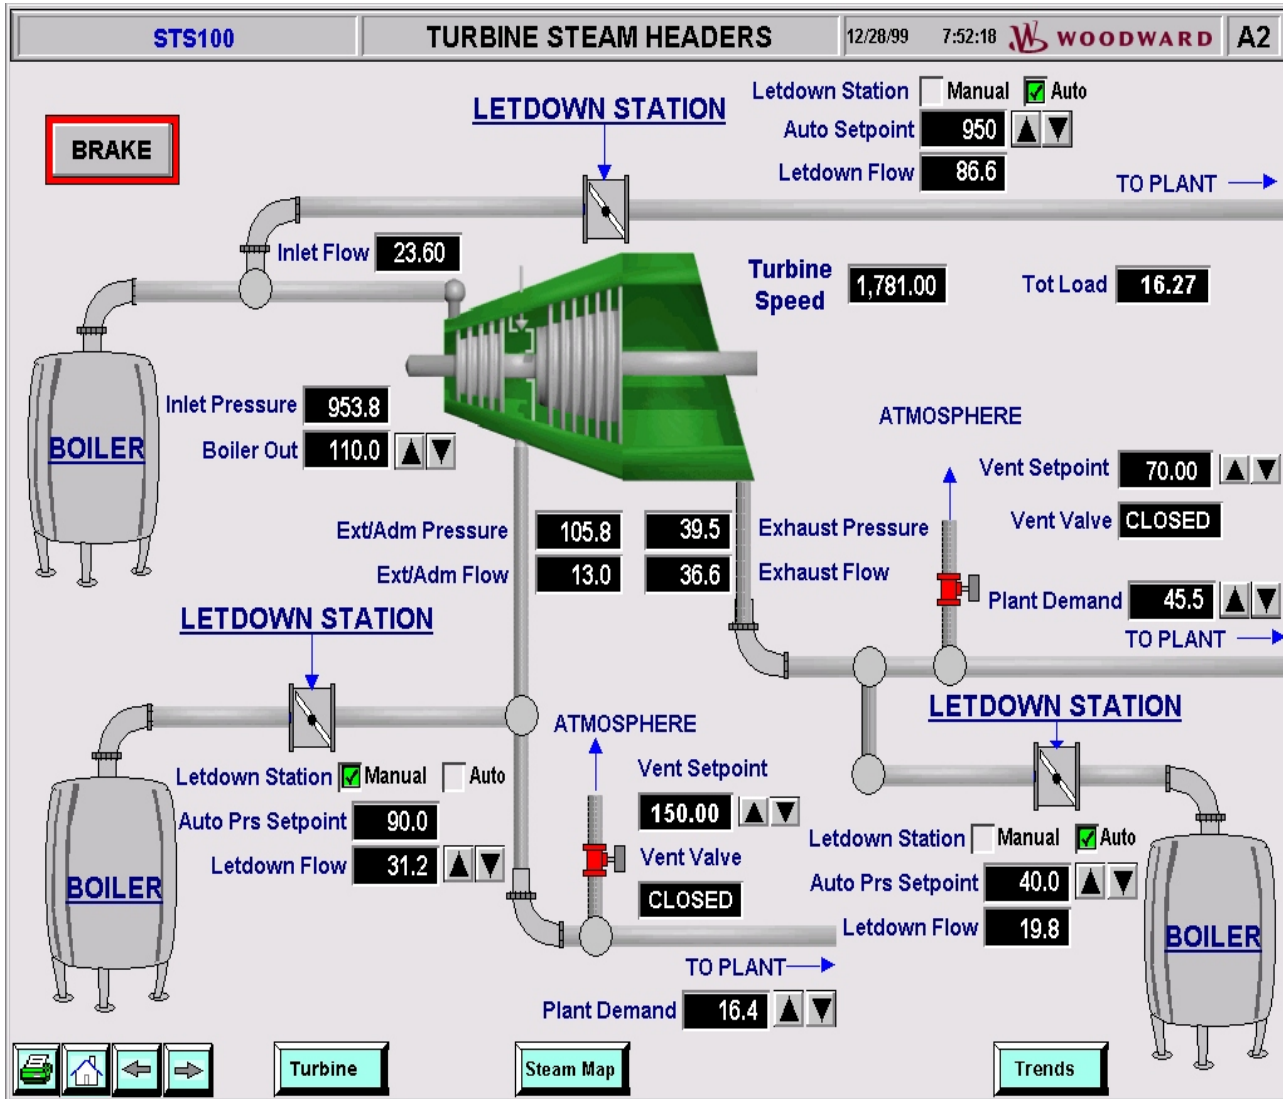 STS100
TURBINE STEAM HEADERS
12/28/99 7:52:18
WOODWARD
A2
LETDOWN STATION
Letdown Station Manual Auto
Auto Setpoint 950
Letdown Flow 86.6
BRAKE
TO PLANT
Inlet Flow 23.60
Turbine
Speed
1,781.00
Tot Load 16.27
Inlet Pressure 953.8
Boiler Out 110.0
BOILER
ATMOSPHERE
Vent Setpoint 70.00
Vent Valve CLOSED
Ext/Adm Pressure 105.8
39.5 Exhaust Pressure
Ext/Adm Flow 13.0
36.6 Exhaust Flow
Plant Demand 45.5
TO PLANT
LETDOWN STATION
LETDOWN STATION
ATMOSPHERE
Letdown Station Manual Auto
Auto Prs Setpoint 90.0
Letdown Flow 31.2
BOILER
Vent Setpoint
150.00
Vent Valve
CLOSED
Letdown Station Manual Auto
Auto Prs Setpoint 40.0
Letdown Flow 19.8
BOILER
TO PLANT
Plant Demand 16.4
Turbine
Steam Map
Trends